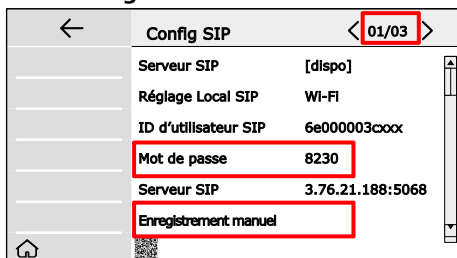 Config SIP
01/03
Serveur SIP [dispo]
Réglage Local SIP Wi-Fi
ID d'utilisateur SIP 6e000003cxxx
Mot de passe 8230
Serveur SIP 3.76.21.188:5068
Enregistrement manuel